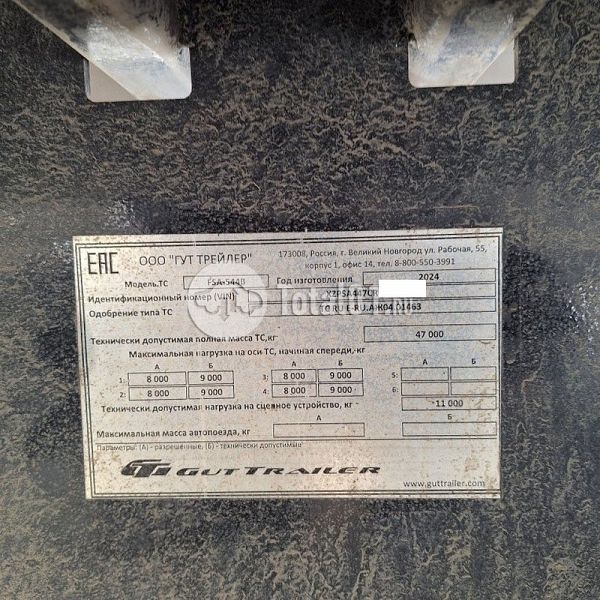 EAC
ООО "ГУТ ТРЕЙЛЕР"
173008, Россия, г. Великий Новгород ул. Рабочая, 55,
корпус 1, офис 14, тел. 8-800-550-3991
Модель.ТС PSA-544B Год изготовления 2024
Идентификационный номер (VIN) XZPSA447CR
Одобрение типа ТС
Технически допустимая полная масса ТС,кг 47 000
Максимальная нагрузка на оси ТС, начиная спереди,кг
А Б А Б А Б
1: 8 000 9 000 3: 8 000 9 000 5:
2: 8 000 9 000 4: 8 000 9 000 6:
Технически допустимая нагрузка на сцепное устройство, кг 11 000
А Б
Максимальная масса автопоезда, кг
Параметры: (А) - разрешенные, (Б) - технически допустимые
GUT TRAILER
www.guttrailer.com